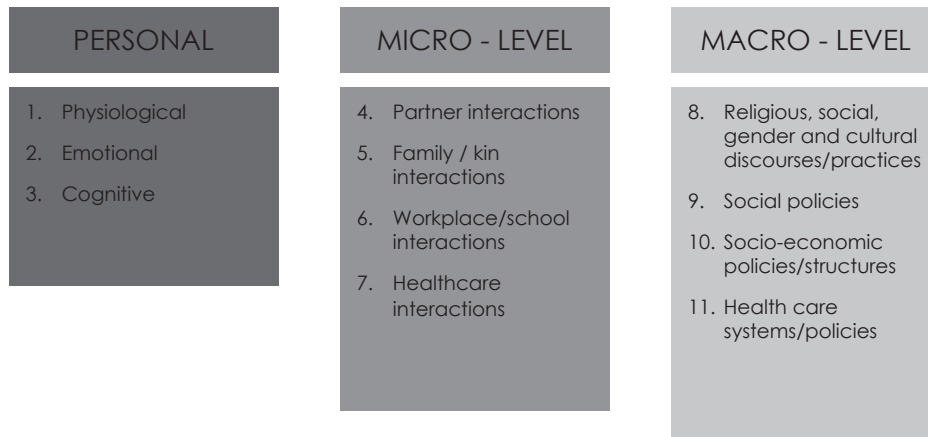 PERSONAL
1. Physiological
2. Emotional
3. Cognitive
MICRO - LEVEL
4. Partner interactions
5. Family / kin
interactions
6. Workplace/school
interactions
7. Healthcare
interactions
MACRO - LEVEL
8. Religious, social,
gender and cultural
discourses/practices
9. Social policies
10. Socio-economic
policies/structures
11. Health care
systems/policies